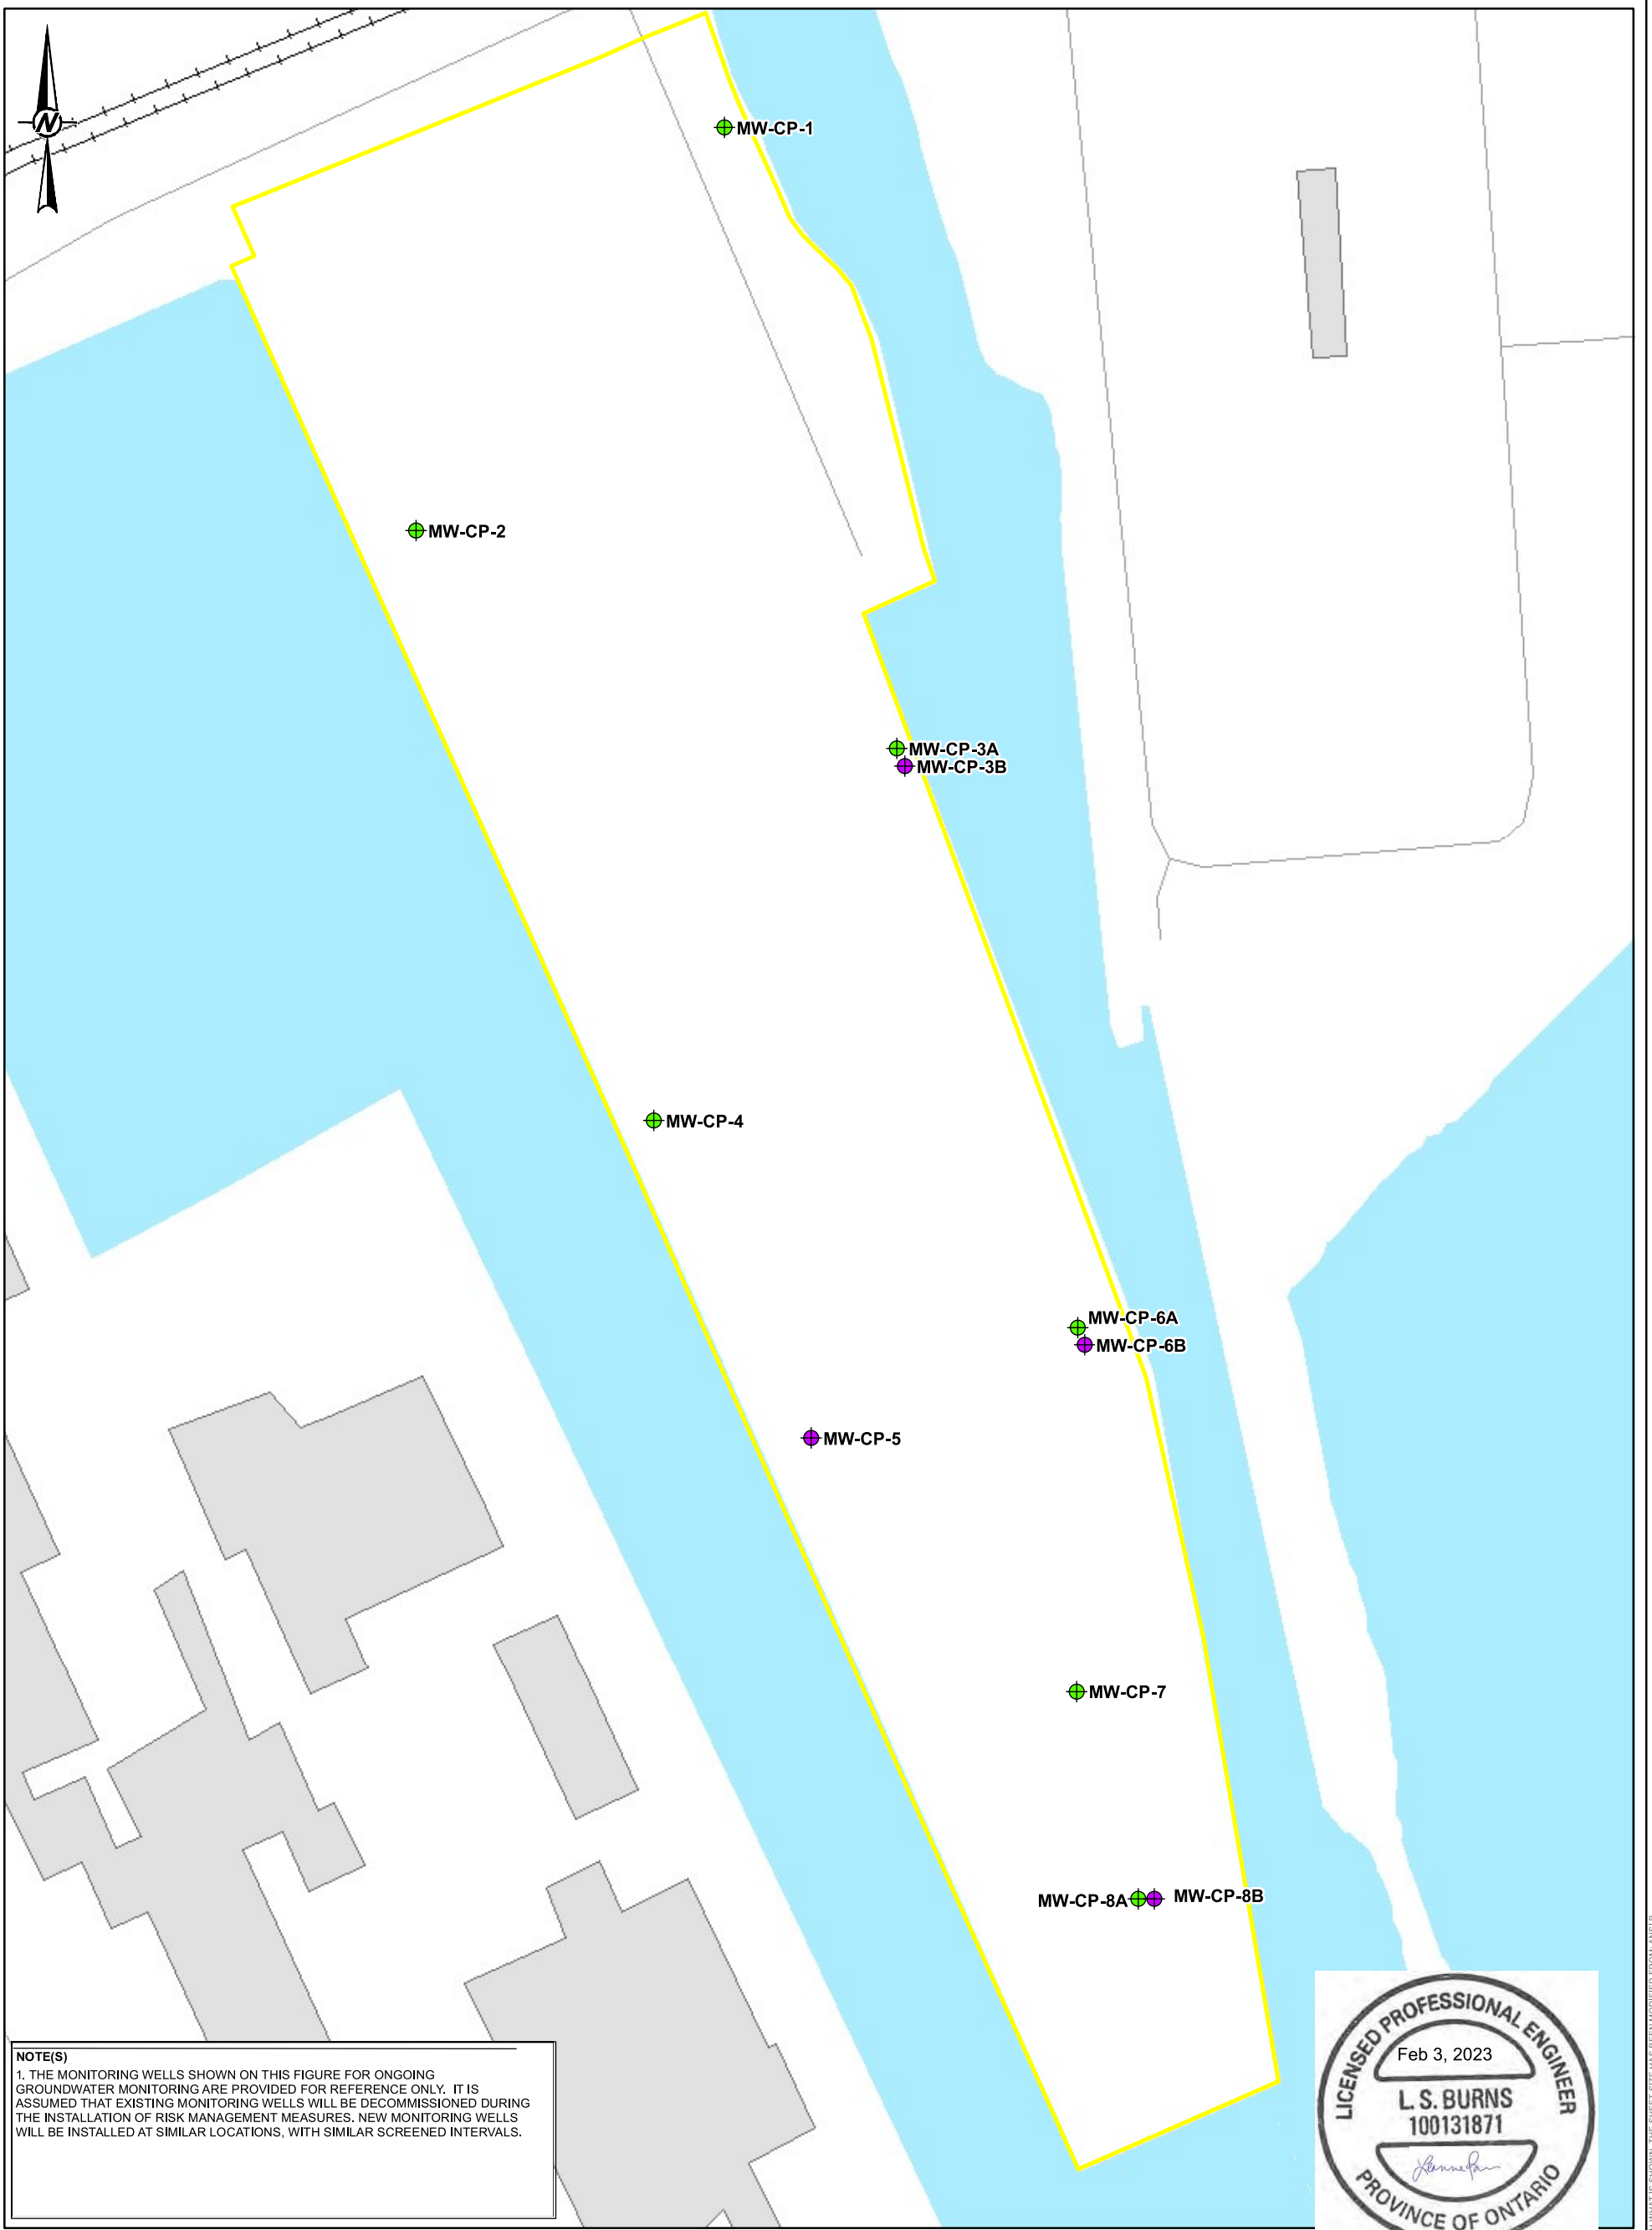 N
MW-CP-1
MW-CP-2
MW-CP-3A
MW-CP-3B
MW-CP-4
MW-CP-6A
MW-CP-6B
MW-CP-5
MW-CP-7
MW-CP-8A
MW-CP-8B
NOTE(S)
1. THE MONITORING WELLS SHOWN ON THIS FIGURE FOR ONGOING
GROUNDWATER MONITORING ARE PROVIDED FOR REFERENCE ONLY. IT IS
ASSUMED THAT EXISTING MONITORING WELLS WILL BE DECOMMISSIONED DURING
THE INSTALLATION OF RISK MANAGEMENT MEASURES. NEW MONITORING WELLS
WILL BE INSTALLED AT SIMILAR LOCATIONS, WITH SIMILAR SCREENED INTERVALS.
LICENSED PROFESSIONAL ENGINEER
Feb 3, 2023
L. S. BURNS
100131871
PROVINCE OF ONTARIO